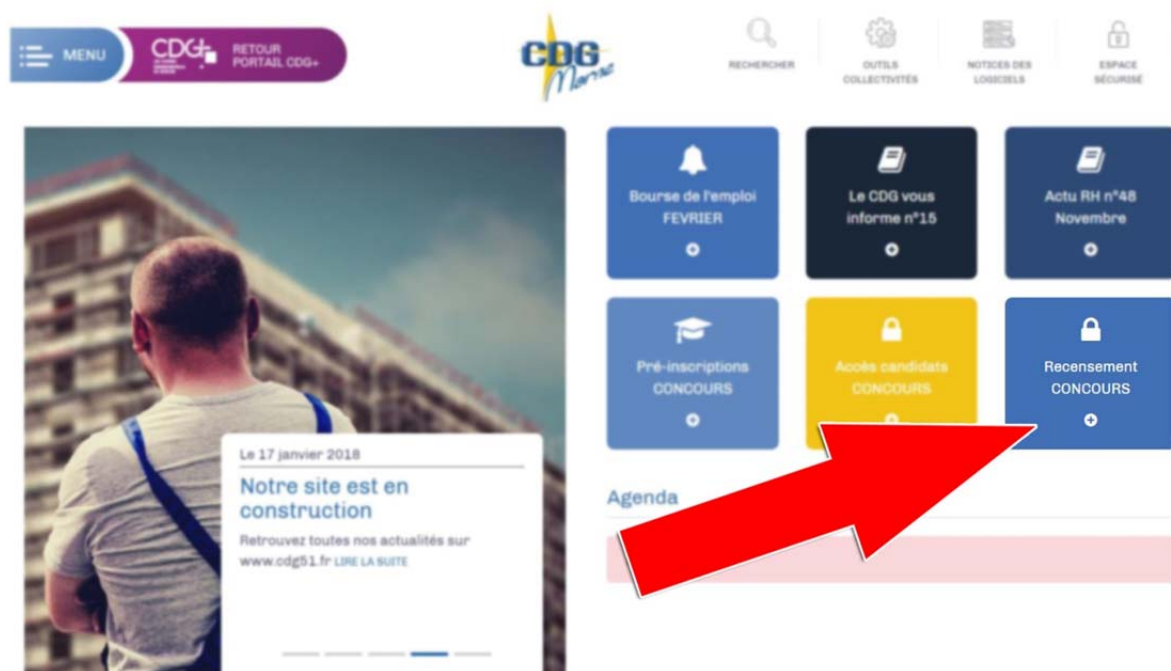 MENU
CDG+
RETOUR
PORTAIL CDG+
CDG
Marne
RECHERCHER
OUTILS
COLLECTIVITÉS
NOTICES DES
LOGICIELS
ESPACE
SÉCURISÉ
Bourse de l'emploi
FEVRIER
Le CDG vous
informe n°15
Actu RH n°48
Novembre
Pré-inscriptions
CONCOURS
Accès candidats
CONCOURS
Recensement
CONCOURS
Le 17 janvier 2018
Notre site est en
construction
Retrouvez toutes nos actualités sur
www.cdg51.fr LIRE LA SUITE
Agenda